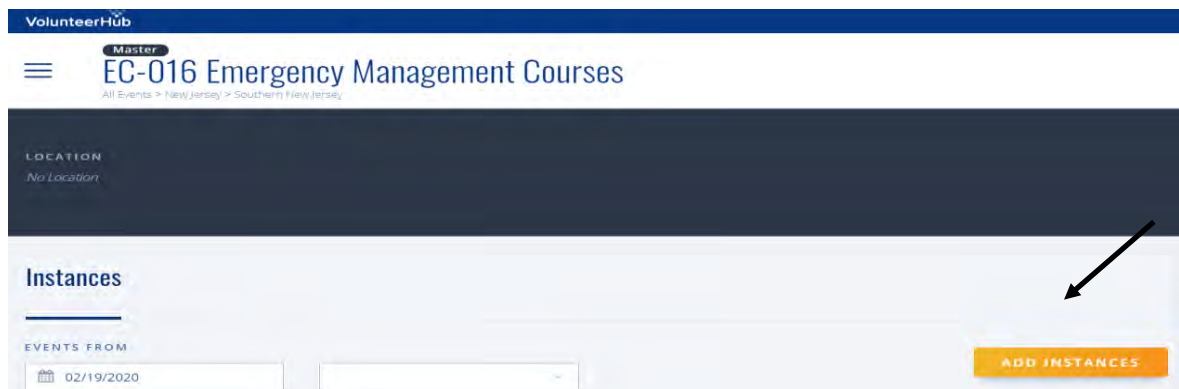 VolunteerHub
Master
EC-016 Emergency Management Courses
All Events > New Jersey > Southern New Jersey
LOCATION
No Location
Instances
EVENTS FROM
02/19/2020
ADD INSTANCES